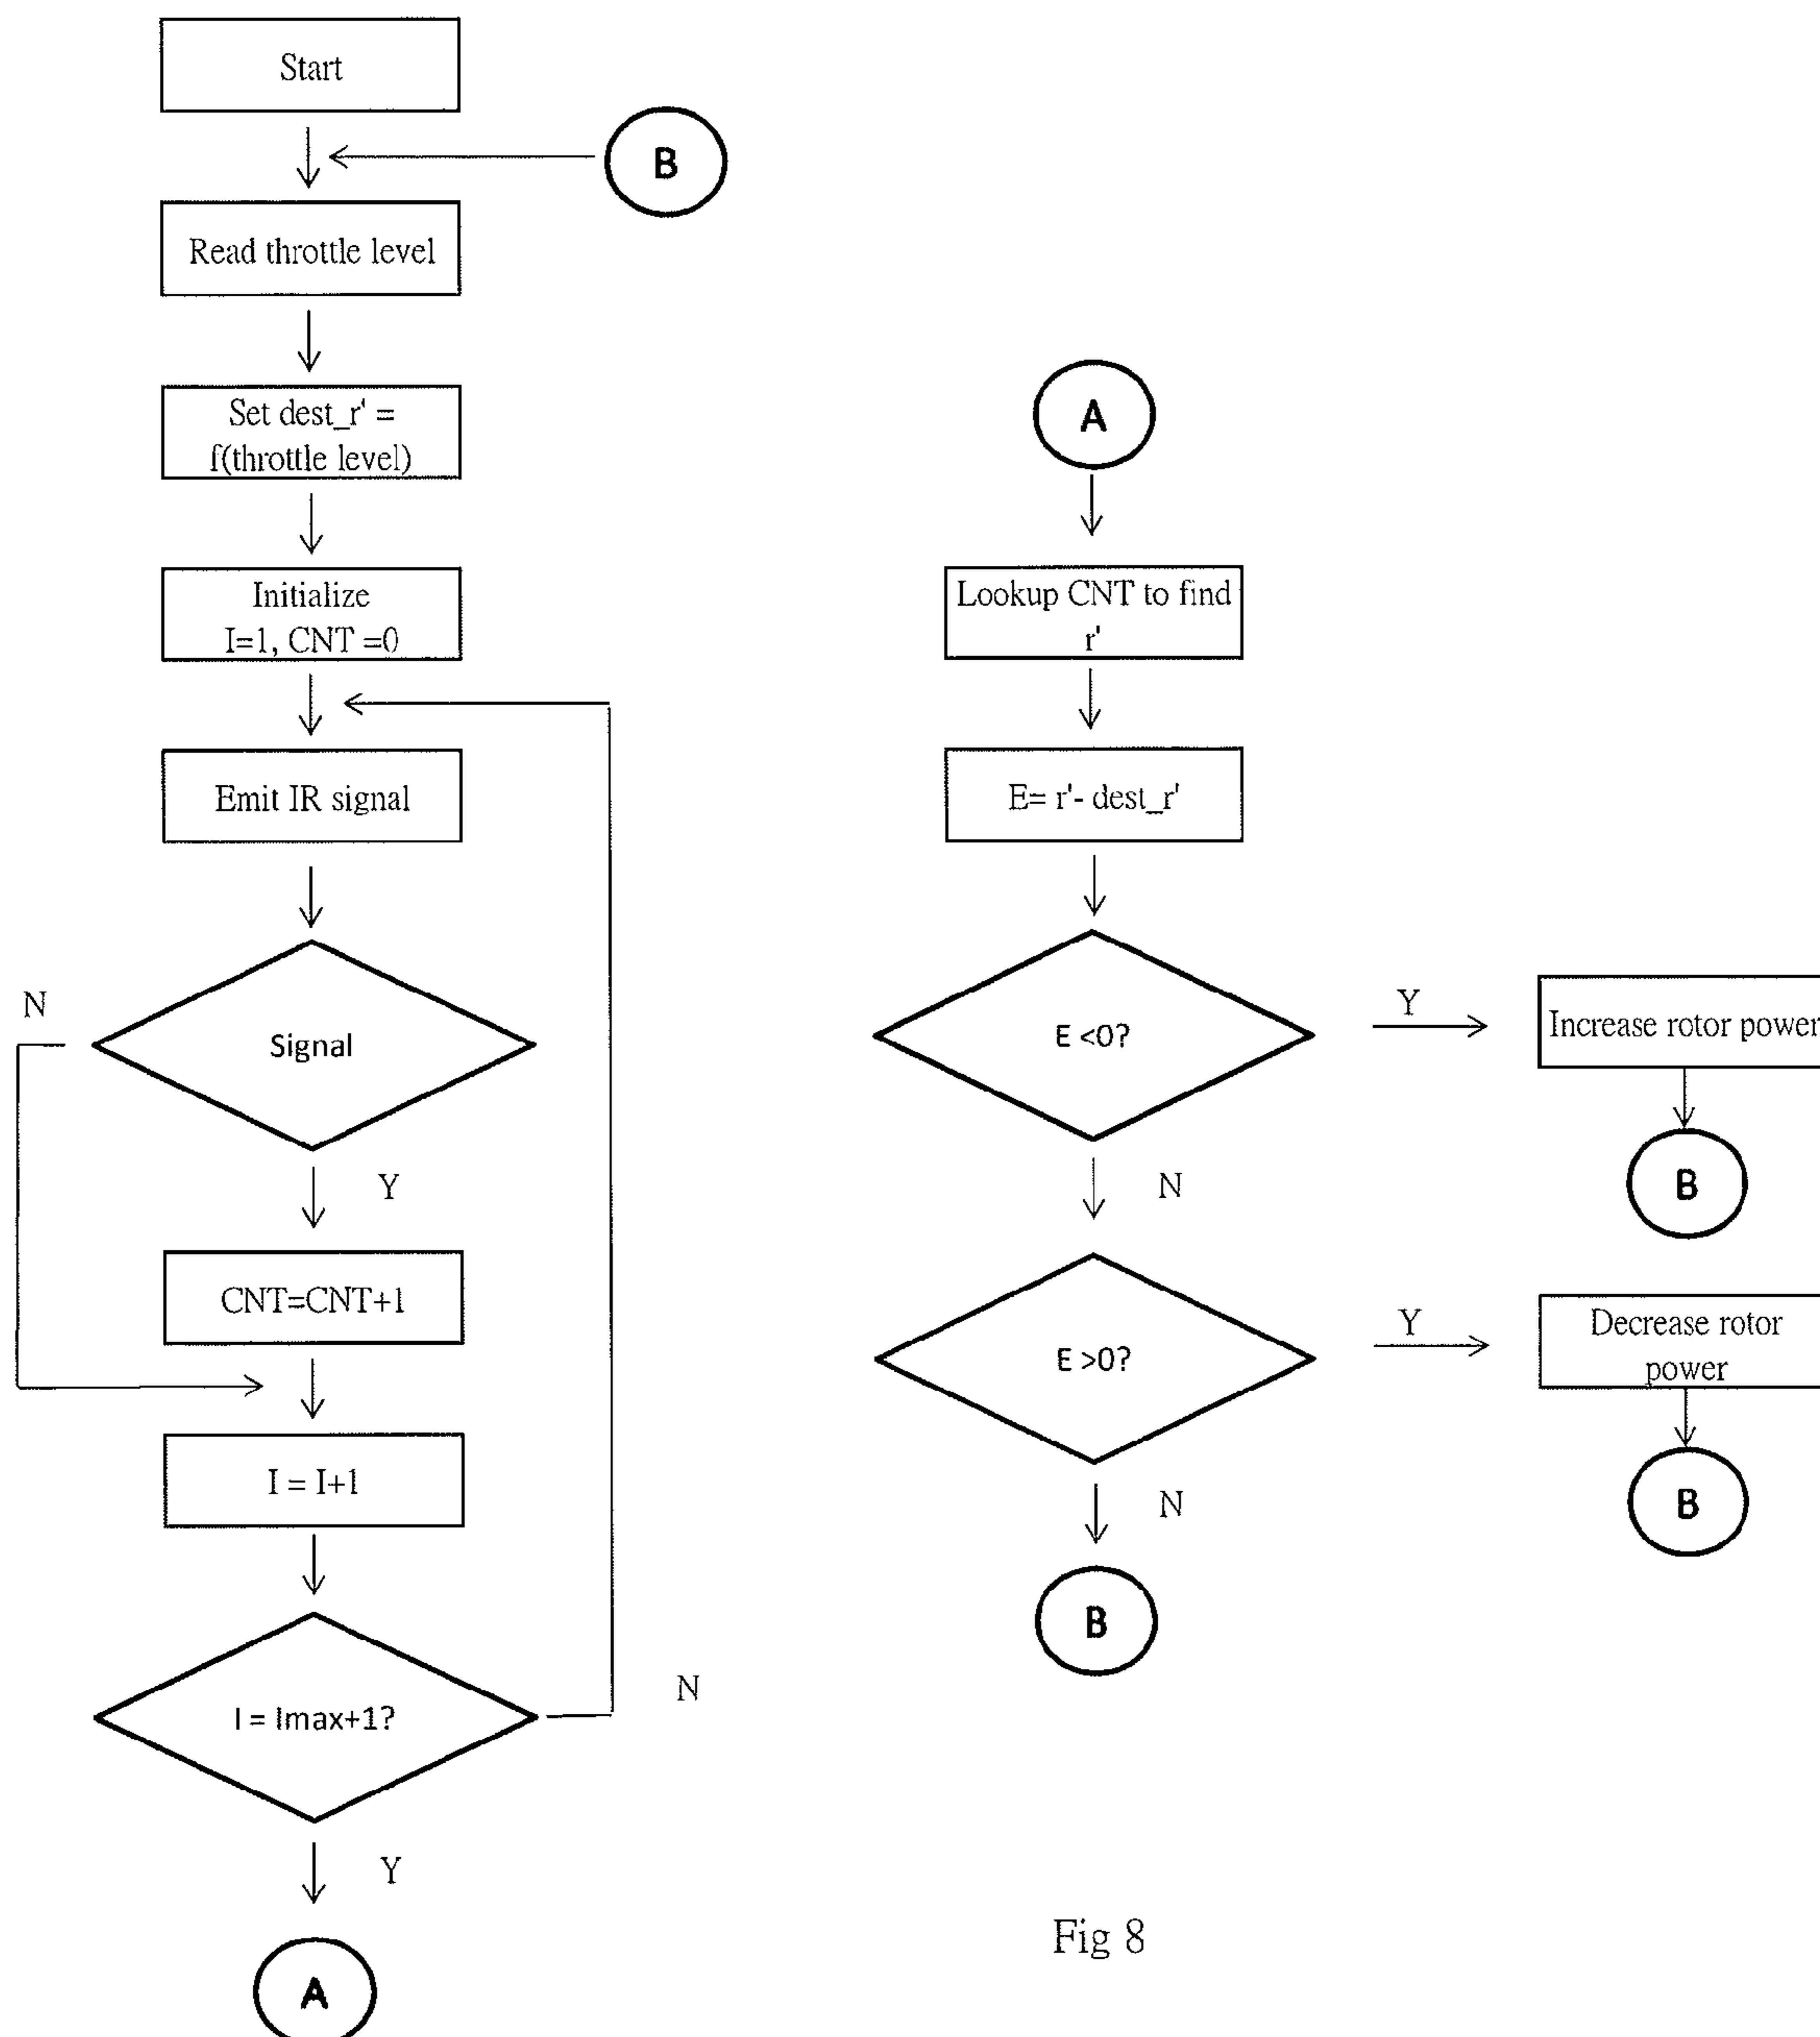 Start
B
Read throttle level
Set dest_r' =
f(throttle level)
Initialize
I=1, CNT =0
Emit IR signal
Signal
N
Y
CNT=CNT+1
I = I+1
I = Imax+1?
N
Y
A
A
Lookup CNT to find
r'
E= r'- dest_r'
E <0?
Y
Increase rotor power
B
N
E >0?
Y
Decrease rotor
power
B
N
B
Fig 8